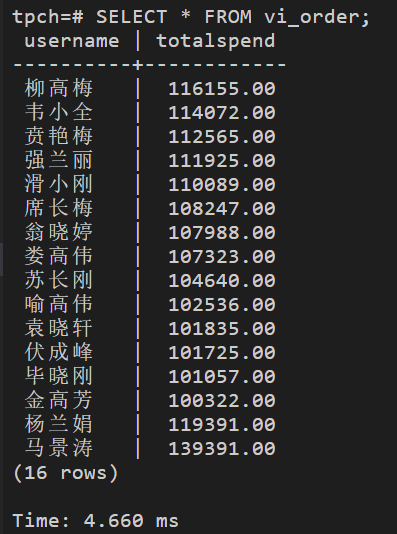 tpch=# SELECT * FROM vi_order;
username | totalspend
----------+------------
柳高梅 | 116155.00
韦小全 | 114072.00
贲艳梅 | 112565.00
强兰丽 | 111925.00
滑小刚 | 110089.00
席长梅 | 108247.00
翁晓婷 | 107988.00
娄高伟 | 107323.00
苏长刚 | 104640.00
喻高伟 | 102536.00
袁晓轩 | 101835.00
伏成峰 | 101725.00
毕晓刚 | 101057.00
金高芳 | 100322.00
杨兰娟 | 119391.00
马景涛 | 139391.00
(16 rows)
Time: 4.660 ms